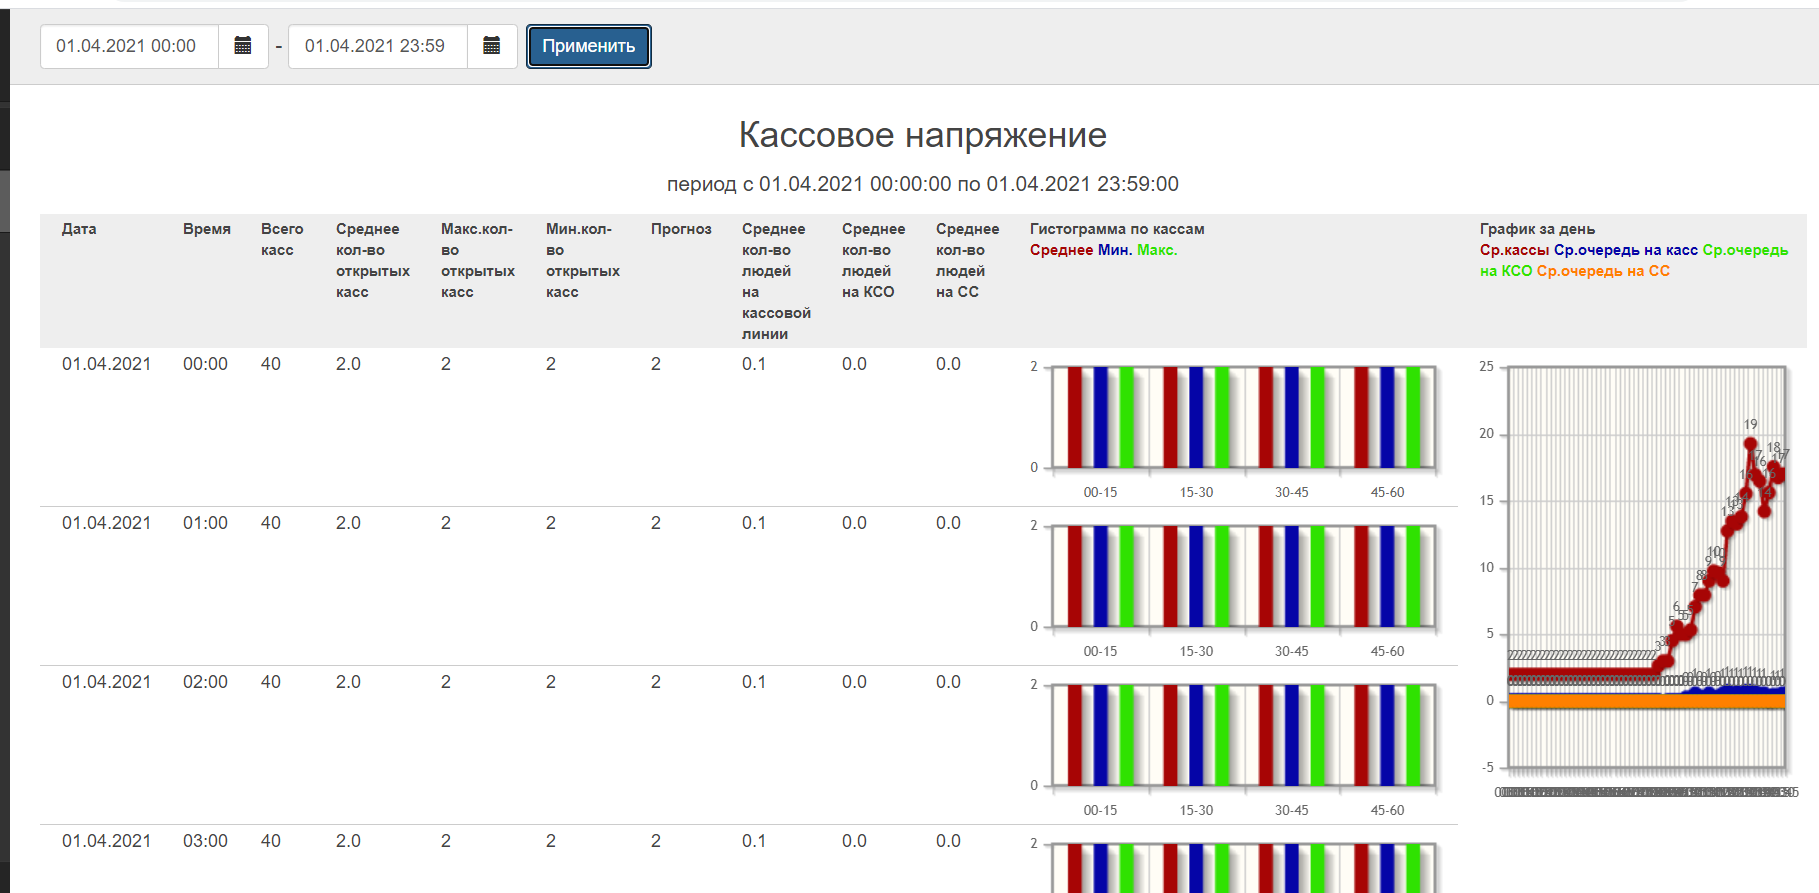 01.04.2021 00:00 - 01.04.2021 23:59 Применить
Кассовое напряжение
период с 01.04.2021 00:00:00 по 01.04.2021 23:59:00
Дата
Время
Всего
касс
Среднее
кол-во
открытых
касс
Макс.кол-
во
открытых
касс
Мин.кол-
во
открытых
касс
Прогноз
Среднее
кол-во
людей
на
кассовой
линии
Среднее
кол-во
людей
на КСО
Среднее
кол-во
людей
на СС
Гистограмма по кассам
Среднее Мин. Макс.
График за день
Ср.кассы Ср.очередь на касс Ср.очередь
на КСО Ср.очередь на СС
01.04.2021 00:00 40 2.0 2 2 2 0.1 0.0 0.0
2
0
00-15 15-30 30-45 45-60
01.04.2021 01:00 40 2.0 2 2 2 0.1 0.0 0.0
2
0
00-15 15-30 30-45 45-60
01.04.2021 02:00 40 2.0 2 2 2 0.1 0.0 0.0
2
0
00-15 15-30 30-45 45-60
01.04.2021 03:00 40 2.0 2 2 2 0.1 0.0 0.0
2
25
20
15
10
5
0
-5
19
18